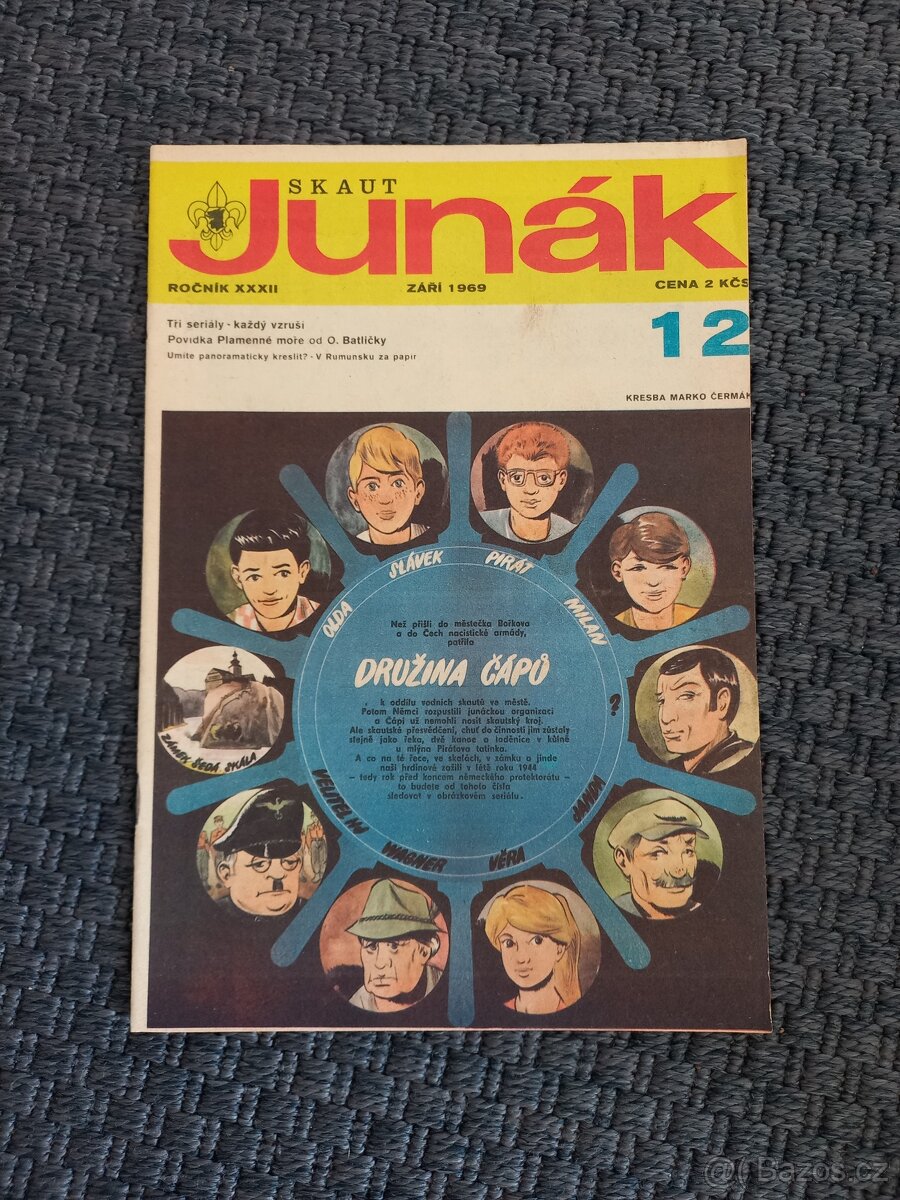 SKAUT
Junák
ROČNÍK XXXII ZÁŘÍ 1969 CENA 2 KČS
Tři seriály - každý vzruší
Povídka Plamenné moře od O. Batličky
Umíte panoramaticky kreslit? - V Rumunsku za papír
12
KRESBA MARKO ČERMÁK
SLÁVEK
PIRÁT
OLDA
MILAN
Než přišli do městečka Bořkova
a do Čech nacistické armády,
patřila
DRUŽINA ČÁPŮ
k oddílu vodních skautů ve městě.
Potom Němci rozpustili junáckou organizaci
a Čápi už nemohli nosit skautský kroj.
Ale skautské přesvědčení, chuť do činnosti jim zůstaly
stejně jako řeka, dvě kanoe a loděnice v kůlně
u mlýna Pirátova tatínka.
A co na té řece, ve skalách, v zámku a jinde
naši hrdinové zažili v létě roku 1944
– tedy rok před koncem německého protektorátu –
to budete od tohoto čísla
sledovat v obrázkovém seriálu.
?
ZÁMEK ŠEDÁ SKÁLA
VELITEL HJ
JANDA
WAGNER
VĚRA
@ Bazos.cz